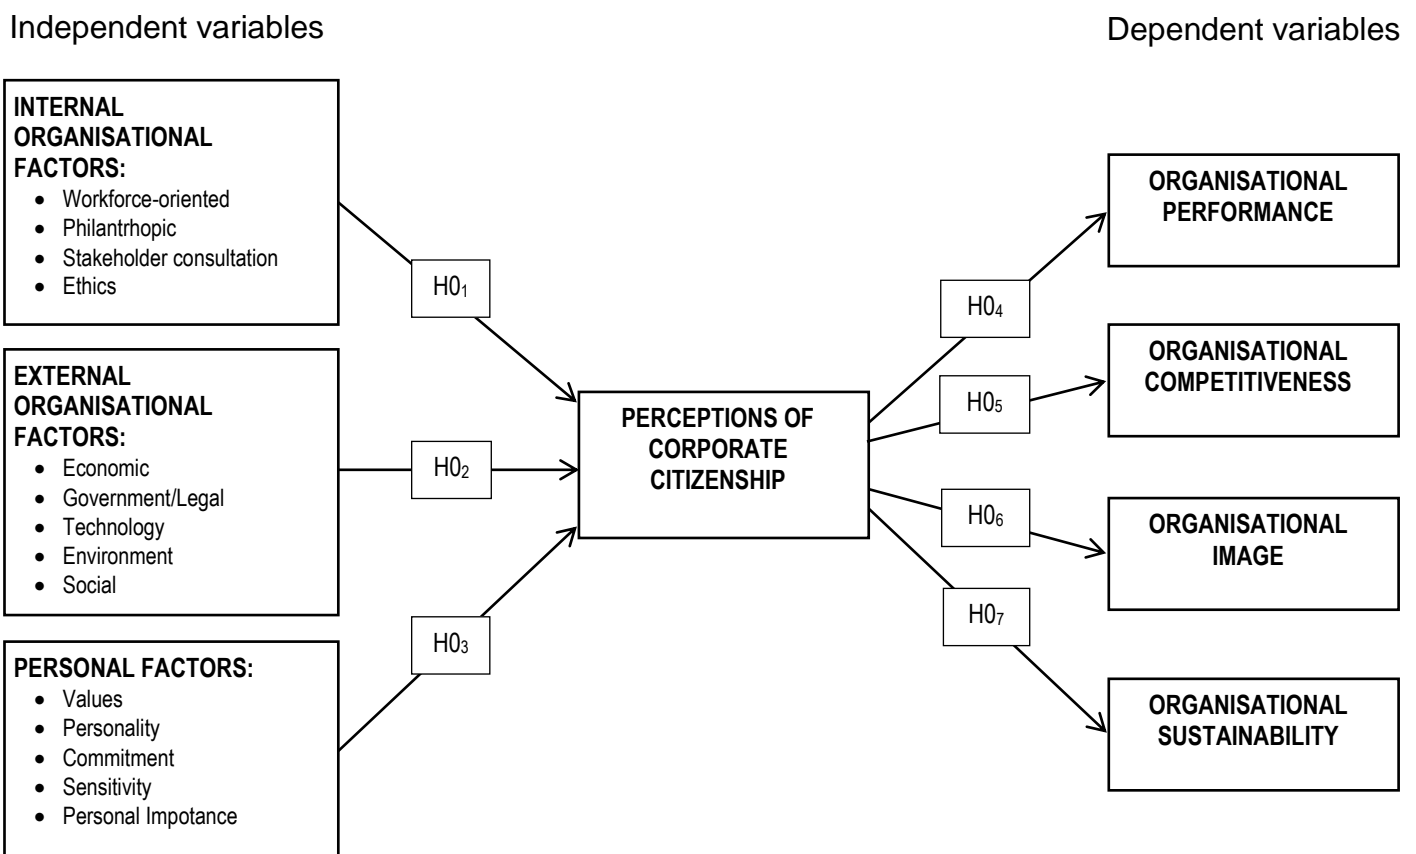 Independent variables
Dependent variables
INTERNAL
ORGANISATIONAL
FACTORS:
• Workforce-oriented
• Philantrhopic
• Stakeholder consultation
• Ethics
EXTERNAL
ORGANISATIONAL
FACTORS:
• Economic
• Government/Legal
• Technology
• Environment
• Social
PERSONAL FACTORS:
• Values
• Personality
• Commitment
• Sensitivity
• Personal Impotance
H0₁
H0₂
H0₃
PERCEPTIONS OF
CORPORATE
CITIZENSHIP
H0₄
H0₅
H0₆
H0₇
ORGANISATIONAL
PERFORMANCE
ORGANISATIONAL
COMPETITIVENESS
ORGANISATIONAL
IMAGE
ORGANISATIONAL
SUSTAINABILITY